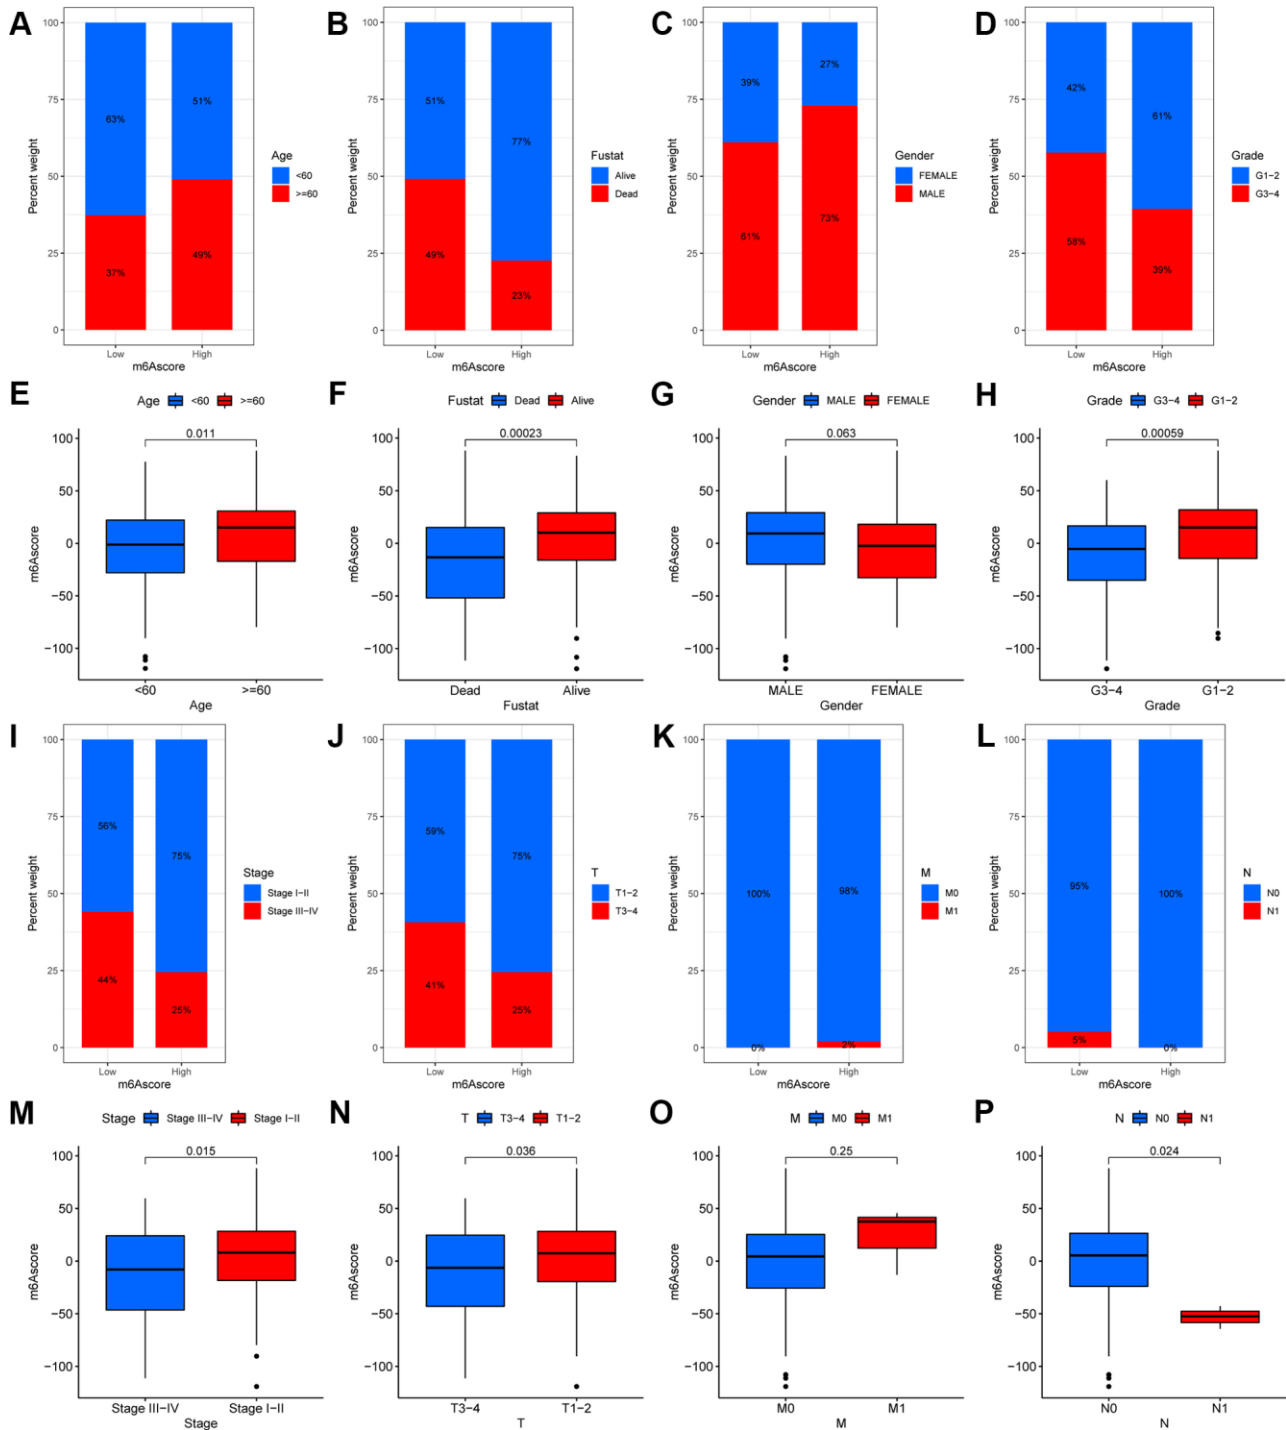 A
100
75
50
25
0
Percent weight
63%
37%
51%
49%
Low
High
m6Ascore
Age
<60
>=60
B
100
75
50
25
0
Percent weight
51%
49%
77%
23%
Low
High
m6Ascore
Fustat
Alive
Dead
C
100
75
50
25
0
Percent weight
39%
61%
27%
73%
Low
High
m6Ascore
Gender
FEMALE
MALE
D
100
75
50
25
0
Percent weight
42%
58%
61%
39%
Low
High
m6Ascore
Grade
G1−2
G3−4
E
Age <60 >=60
0.011
100
50
0
−50
−100
m6Ascore
<60 >=60
Age
F
Fustat Dead Alive
0.00023
100
50
0
−50
−100
m6Ascore
Dead Alive
Fustat
G
Gender MALE FEMALE
0.063
100
50
0
−50
−100
m6Ascore
MALE FEMALE
Gender
H
Grade G3−4 G1−2
0.00059
100
50
0
−50
−100
m6Ascore
G3−4 G1−2
Grade
I
100
75
50
25
0
Percent weight
56%
44%
75%
25%
Low
High
m6Ascore
Stage
Stage I−II
Stage III−IV
J
100
75
50
25
0
Percent weight
59%
41%
75%
25%
Low
High
m6Ascore
T
T1−2
T3−4
K
100
75
50
25
0
Percent weight
100%
0%
98%
2%
Low
High
m6Ascore
M
M0
M1
L
100
75
50
25
0
Percent weight
95%
5%
100%
0%
Low
High
m6Ascore
N
N0
N1
M
Stage Stage III−IV Stage I−II
0.015
100
50
0
−50
−100
m6Ascore
Stage III−IV Stage I−II
Stage
N
T T3−4 T1−2
0.036
100
50
0
−50
−100
m6Ascore
T3−4 T1−2
T
O
M M0 M1
0.25
100
50
0
−50
−100
m6Ascore
M0 M1
M
P
N N0 N1
0.024
100
50
0
−50
−100
m6Ascore
N0 N1
N